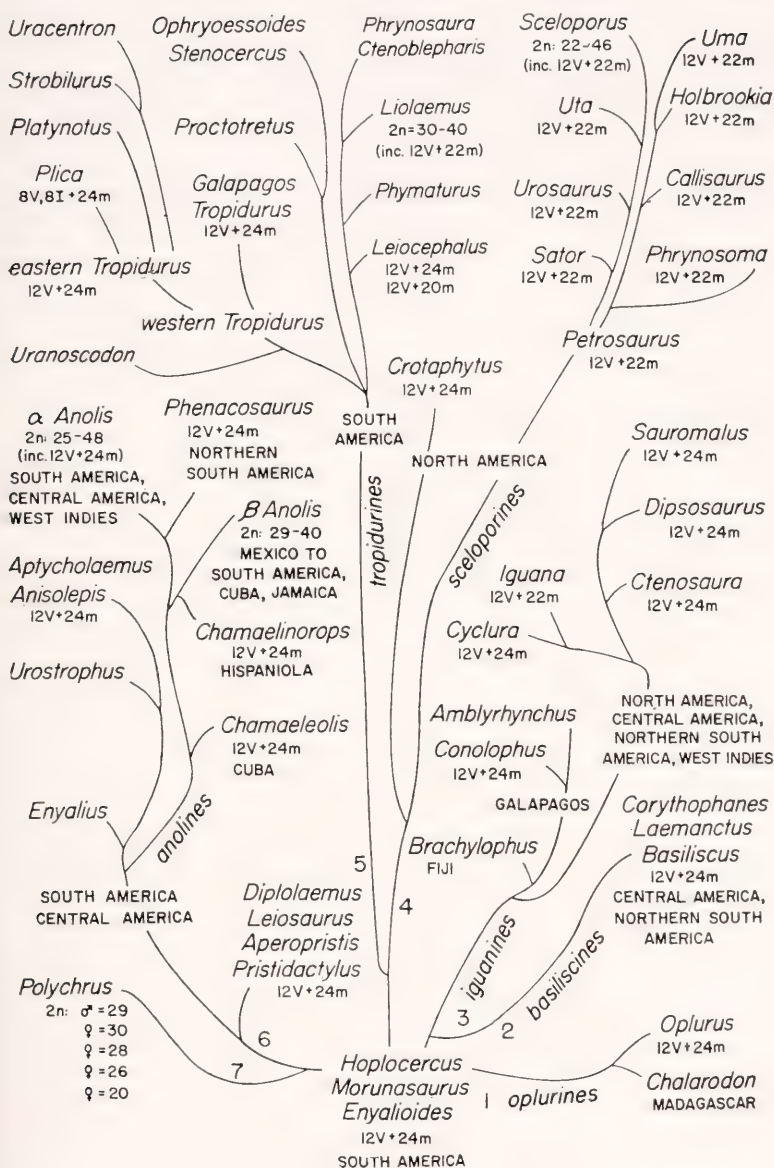 Uracentron
Strobilurus
Platynotus
Plica
8V,8I+24m
eastern Tropidurus
12V+24m
western Tropidurus
Uranoscodon
Ophryoessoides
Stenocercus
Proctotretus
Galapagos
Tropidurus
12V+24m
Phrynosaura
Ctenoblepharis
Liolaemus
2n=30-40
(inc. 12V+22m)
Phymaturus
Leiocephalus
12V+24m
12V+20m
SOUTH
AMERICA
tropidurines
Sceloporus
2n: 22-46
(inc. 12V+22m)
Uta
12V+22m
Urosaurus
12V+22m
Sator
12V+22m
Uma
12V+22m
Holbrookia
12V+22m
Callisaurus
12V+22m
Phrynosoma
12V+22m
Petrosaurus
12V+22m
Crotaphytus
12V+24m
NORTH AMERICA
sceloporines
α Anolis
2n: 25-48
(inc. 12V+24m)
SOUTH AMERICA,
CENTRAL AMERICA,
WEST INDIES
Phenacosaurus
12V+24m
NORTHERN
SOUTH AMERICA
β Anolis
2n: 29-40
MEXICO TO
SOUTH AMERICA,
CUBA, JAMAICA
Chamaelinorops
12V+24m
HISPANIOLA
Chamaeleolis
12V+24m
CUBA
Aptycholaemus
Anisolepis
12V+24m
Urostrophus
Enyalius
anolines
SOUTH AMERICA
CENTRAL AMERICA
Sauromalus
12V+24m
Dipsosaurus
12V+24m
Ctenosaura
12V+24m
Iguana
12V+22m
Cyclura
12V+24m
NORTH AMERICA,
CENTRAL AMERICA,
NORTHERN SOUTH
AMERICA, WEST INDIES
Amblyrhynchus
Conolophus
12V+24m
GALAPAGOS
Brachylophus
FIJI
iguanines
Corythophanes
Laemanctus
Basiliscus
12V+24m
CENTRAL AMERICA,
NORTHERN SOUTH
AMERICA
basiliscines
5
4
3
2
Diplolaemus
Leiosaurus
Aperopristis
Pristidactylus
12V+24m
6
7
Polychrus
2n: ♂=29
♀=30
♀=28
♀=26
♀=20
Hoplocercus
Morunasaurus
Enyalioides
12V+24m
SOUTH AMERICA
1 oplurines
Oplurus
12V+24m
Chalarodon
MADAGASCAR